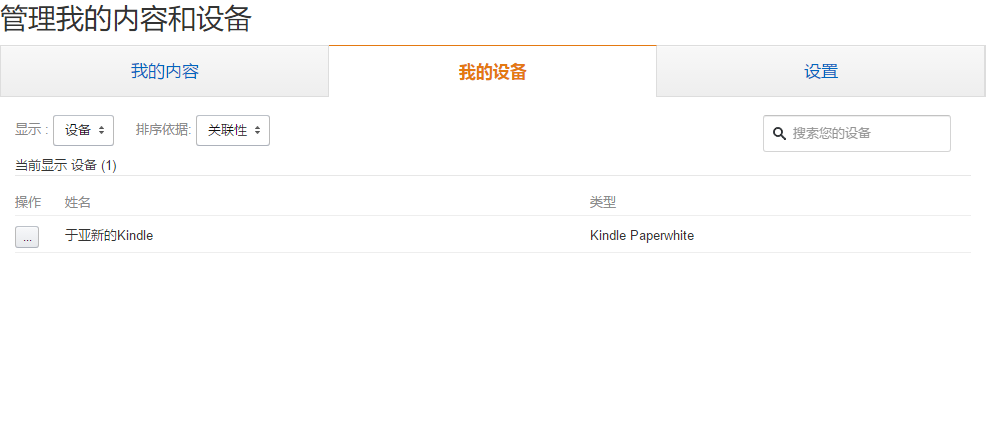 管理我的内容和设备
我的内容 我的设备 设置
显示 : 设备 排序依据: 关联性 搜索您的设备
当前显示 设备 (1)
操作 姓名 类型
... 于亚新的Kindle Kindle Paperwhite